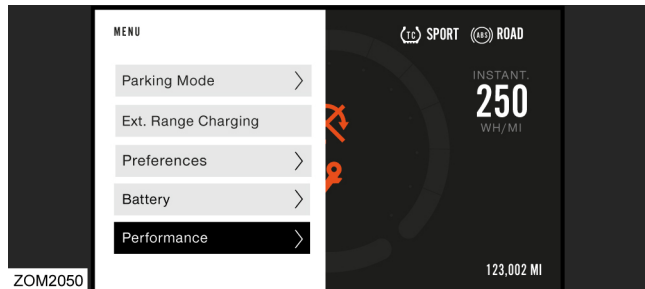 MENU
(TC) SPORT ((ABS)) ROAD
Parking Mode
Ext. Range Charging
Preferences
Battery
Performance
INSTANT.
250
WH/MI
123,002 MI
ZOM2050